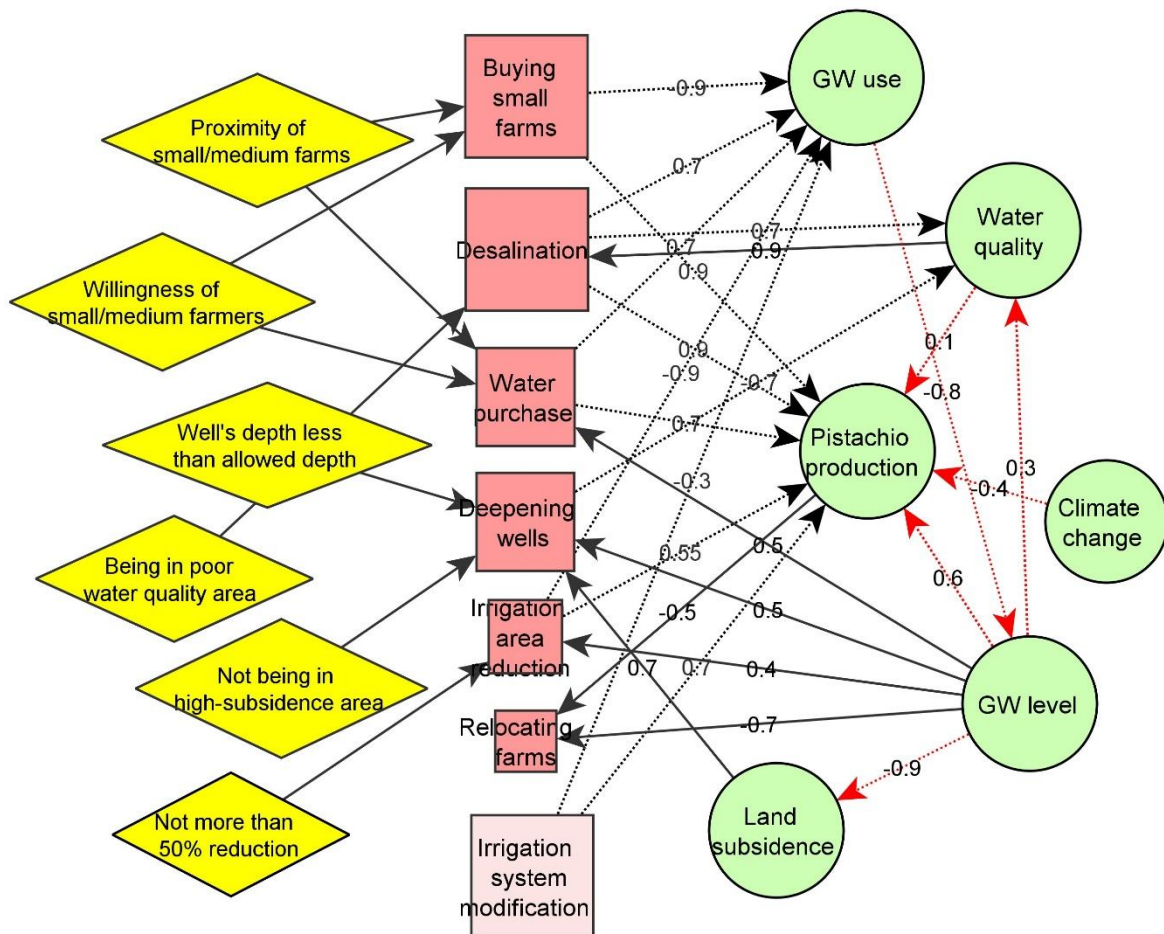 Proximity of
small/medium farms
Willingness of
small/medium farmers
Well's depth less
than allowed depth
Being in poor
water quality area
Not being in
high-subsidence area
Not more than
50% reduction
Buying
small
farms
Desalination
Water
purchase
Deepening
wells
Irrigation
area
reduction
Relocating
farms
Irrigation
system
modification
GW use
Water
quality
Pistachio
production
Climate
change
GW level
Land
subsidence
-0.9
0.7
0.7
0.7
0.9
0.9
0.9
-0.9
-0.7
0.7
-0.3
0.55
0.5
0.5
-0.5
0.4
0.7
0.7
-0.7
0.1
-0.8
-0.4
0.3
0.6
-0.9